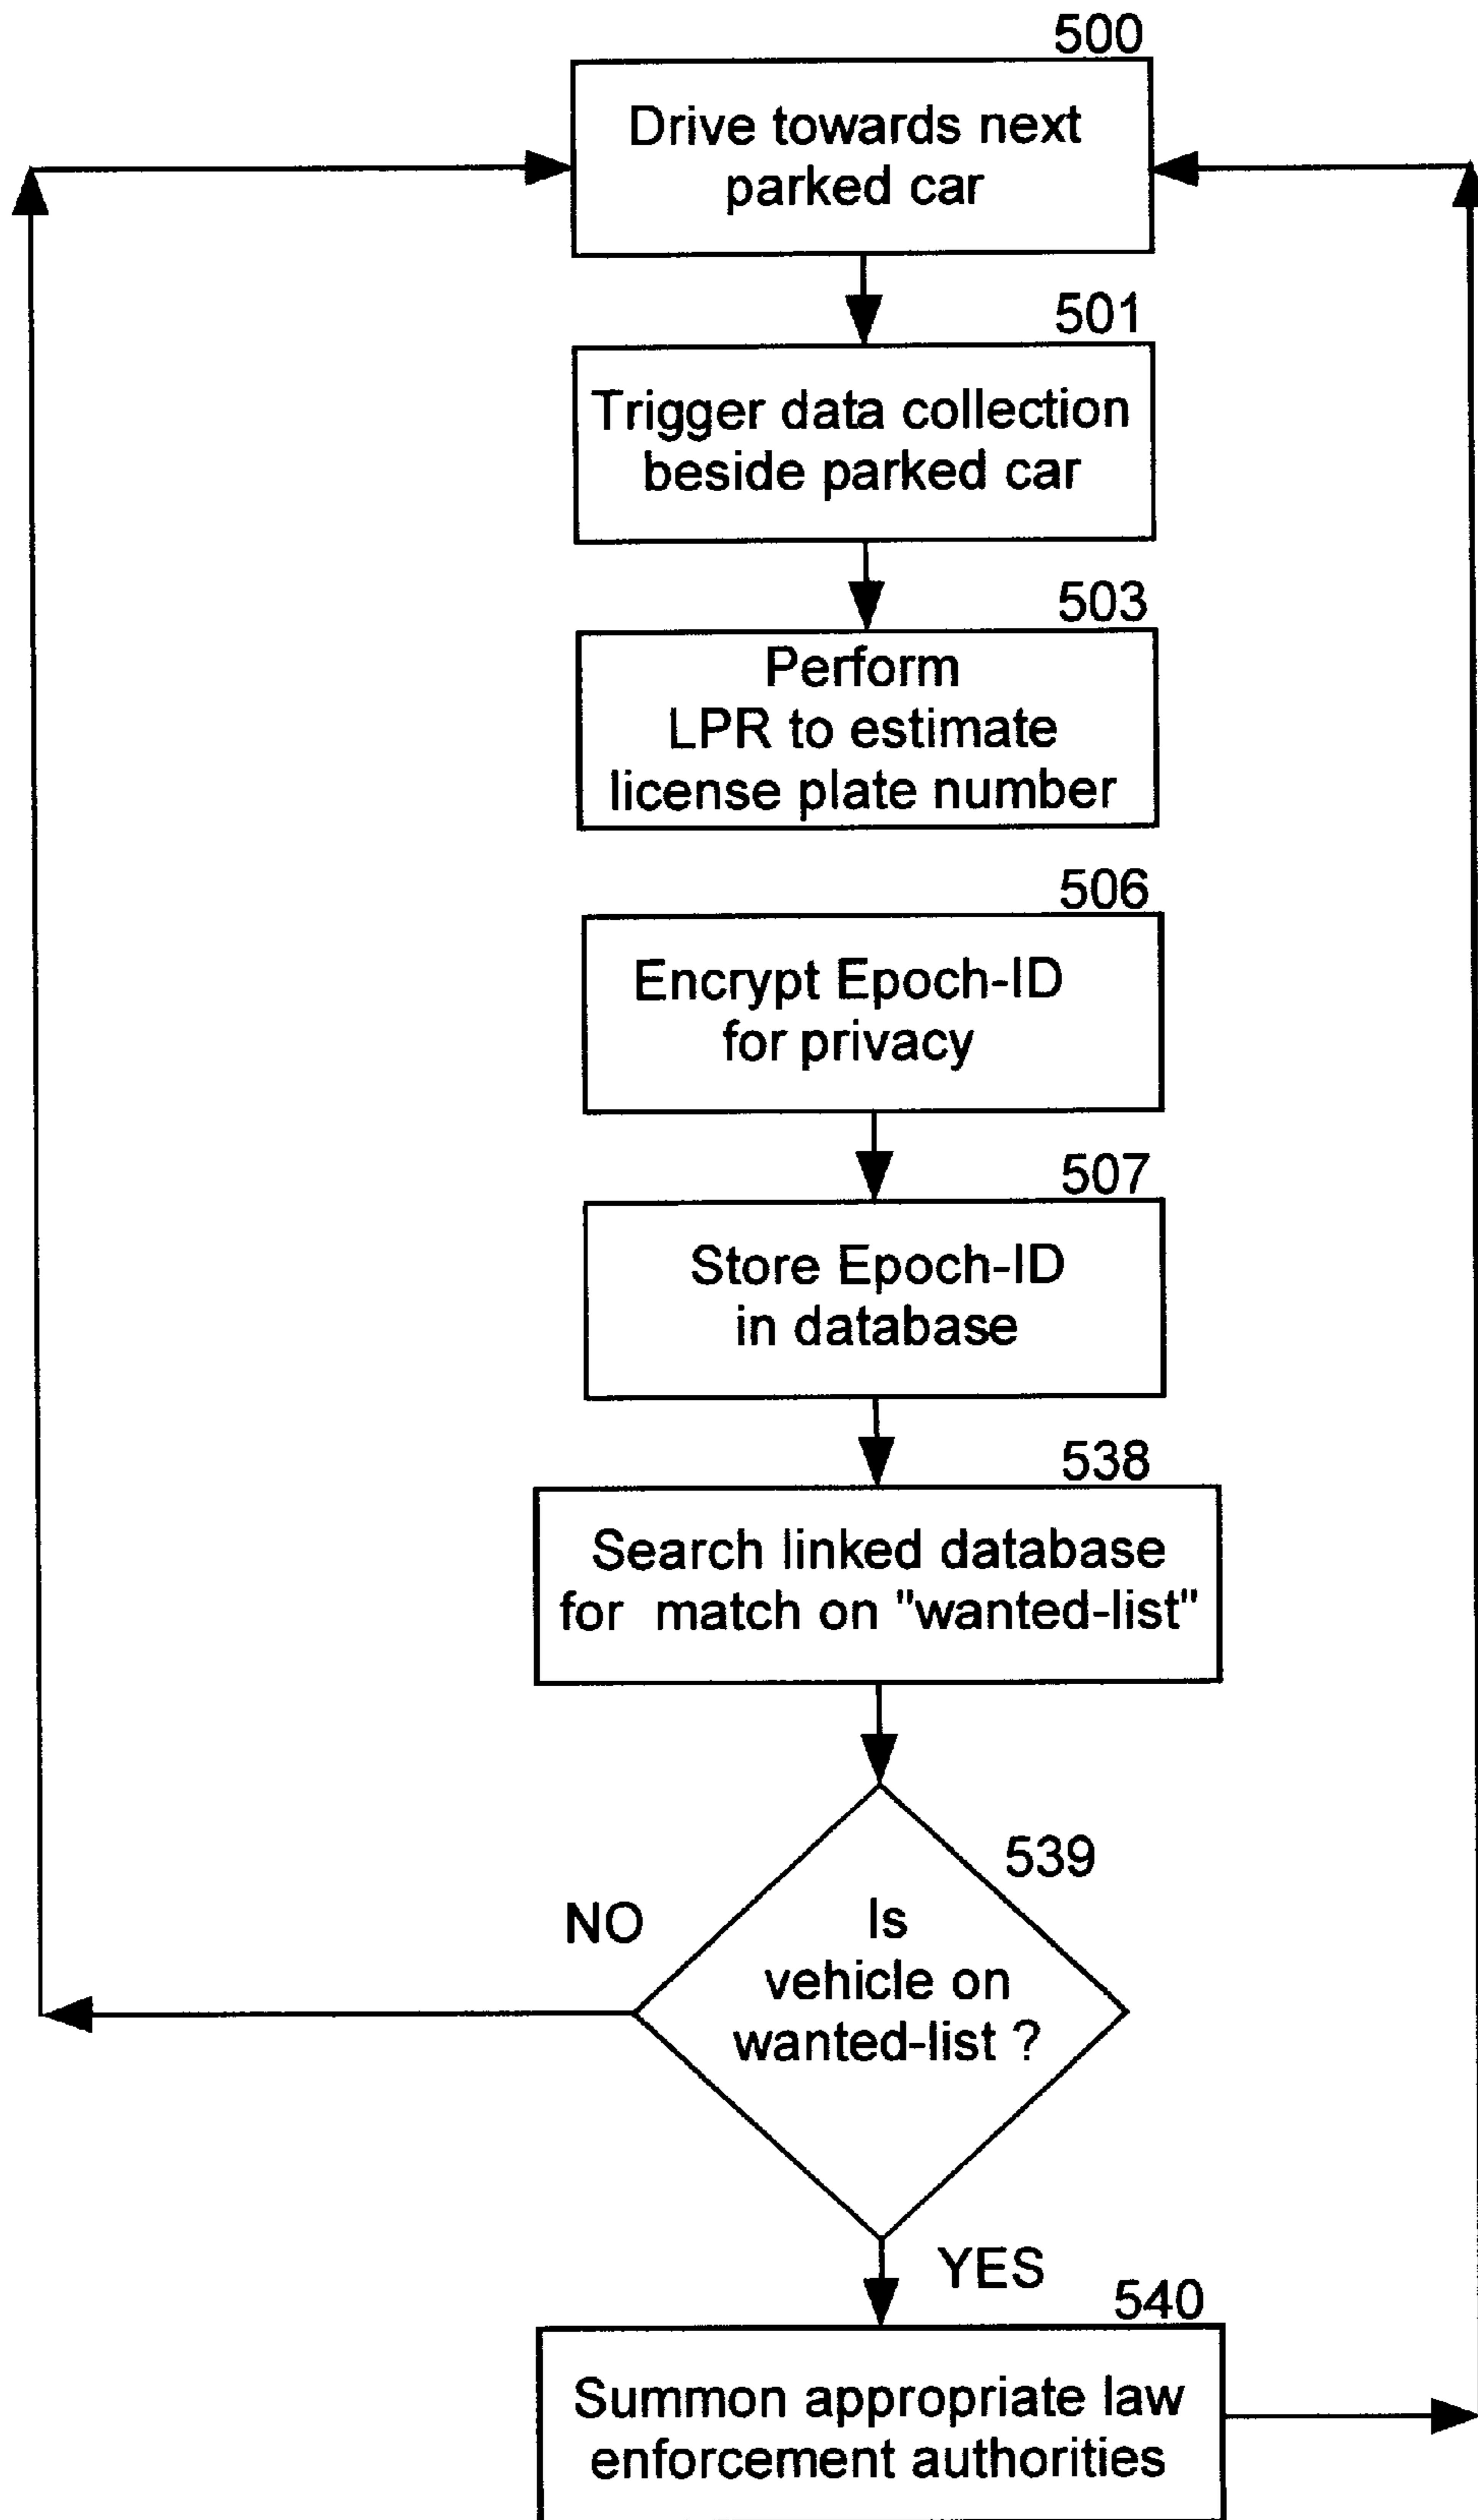 500
Drive towards next
parked car
501
Trigger data collection
beside parked car
503
Perform
LPR to estimate
license plate number
506
Encrypt Epoch-ID
for privacy
507
Store Epoch-ID
in database
538
Search linked database
for match on "wanted-list"
539
NO
Is
vehicle on
wanted-list ?
YES
540
Summon appropriate law
enforcement authorities